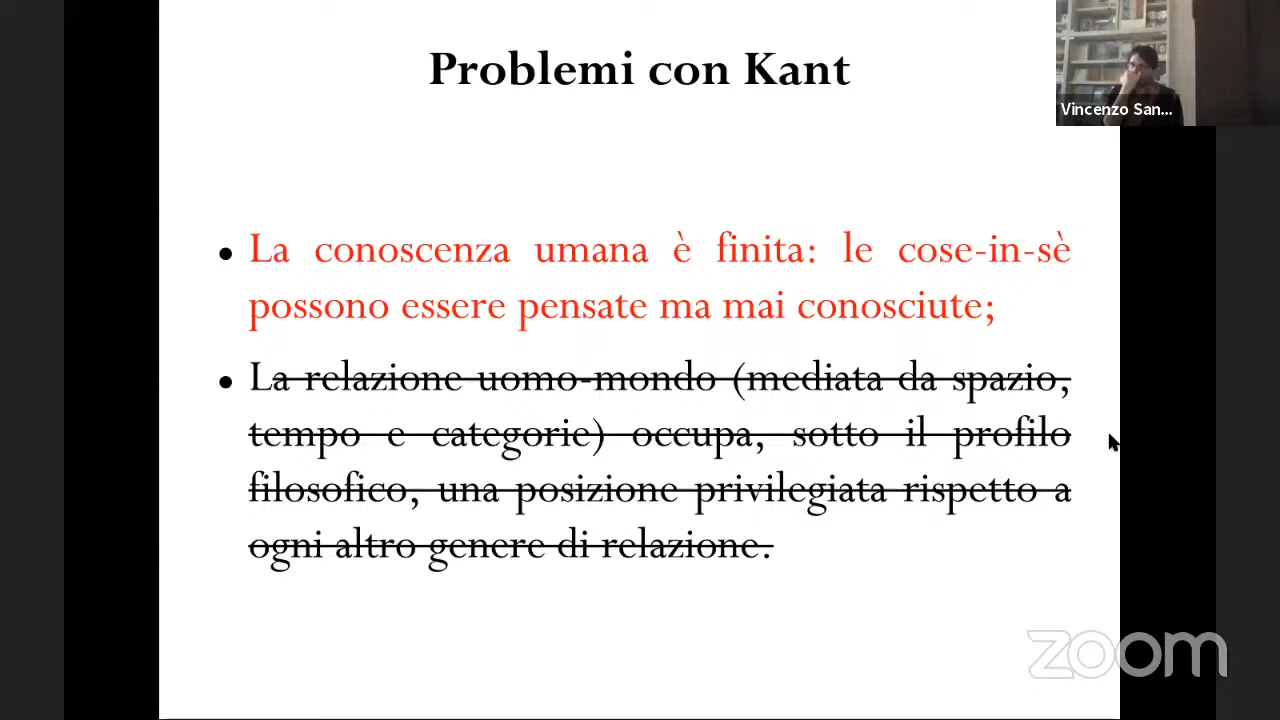 Problemi con Kant
Vincenzo San...
• La conoscenza umana è finita: le cose-in-sè
possono essere pensate ma mai conosciute;
• La relazione uomo-mondo (mediata da spazio,
tempo e categorie) occupa, sotto il profilo
filosofico, una posizione privilegiata rispetto a
ogni altro genere di relazione.
zoom